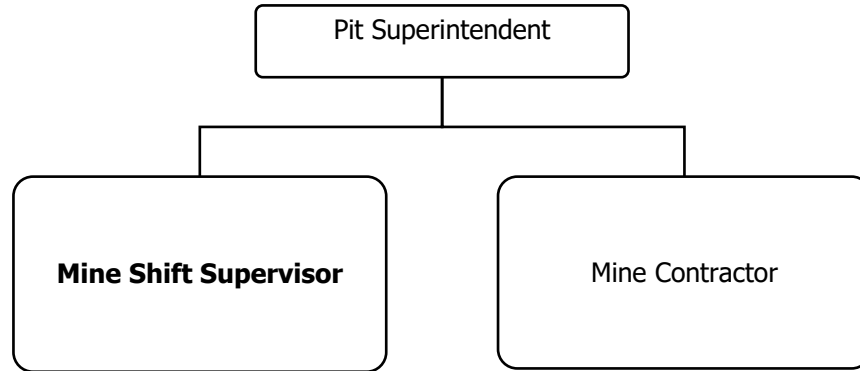 Pit Superintendent
Mine Shift Supervisor
Mine Contractor